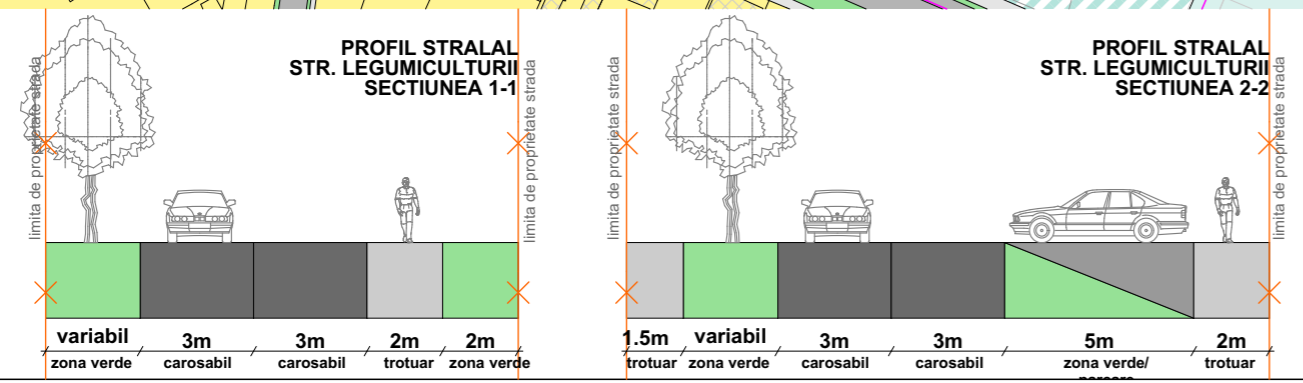 PROFIL STRALAL
STR. LEGUMICULTURII
SECTIUNEA 1-1
limita de proprietate strada
limita de proprietate strada
variabil 3m 3m 2m 2m
zona verde carosabil carosabil trotuar zona verde
PROFIL STRALAL
STR. LEGUMICULTURII
SECTIUNEA 2-2
limita de proprietate strada
limita de proprietate strada
1.5m variabil 3m 3m 5m 2m
trotuar zona verde carosabil carosabil zona verde/ trotuar